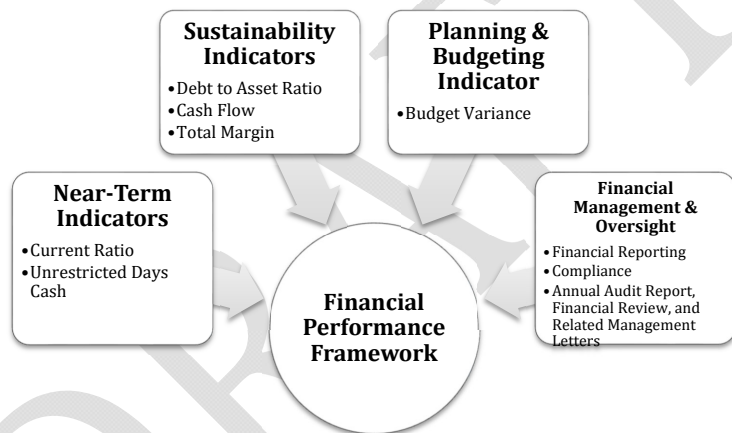 Sustainability
Indicators
•Debt to Asset Ratio
•Cash Flow
•Total Margin
Planning &
Budgeting
Indicator
•Budget Variance
Near-Term
Indicators
•Current Ratio
•Unrestricted Days
Cash
Financial
Management &
Oversight
•Financial Reporting
•Compliance
•Annual Audit Report,
Financial Review, and
Related Management
Letters
Financial
Performance
Framework